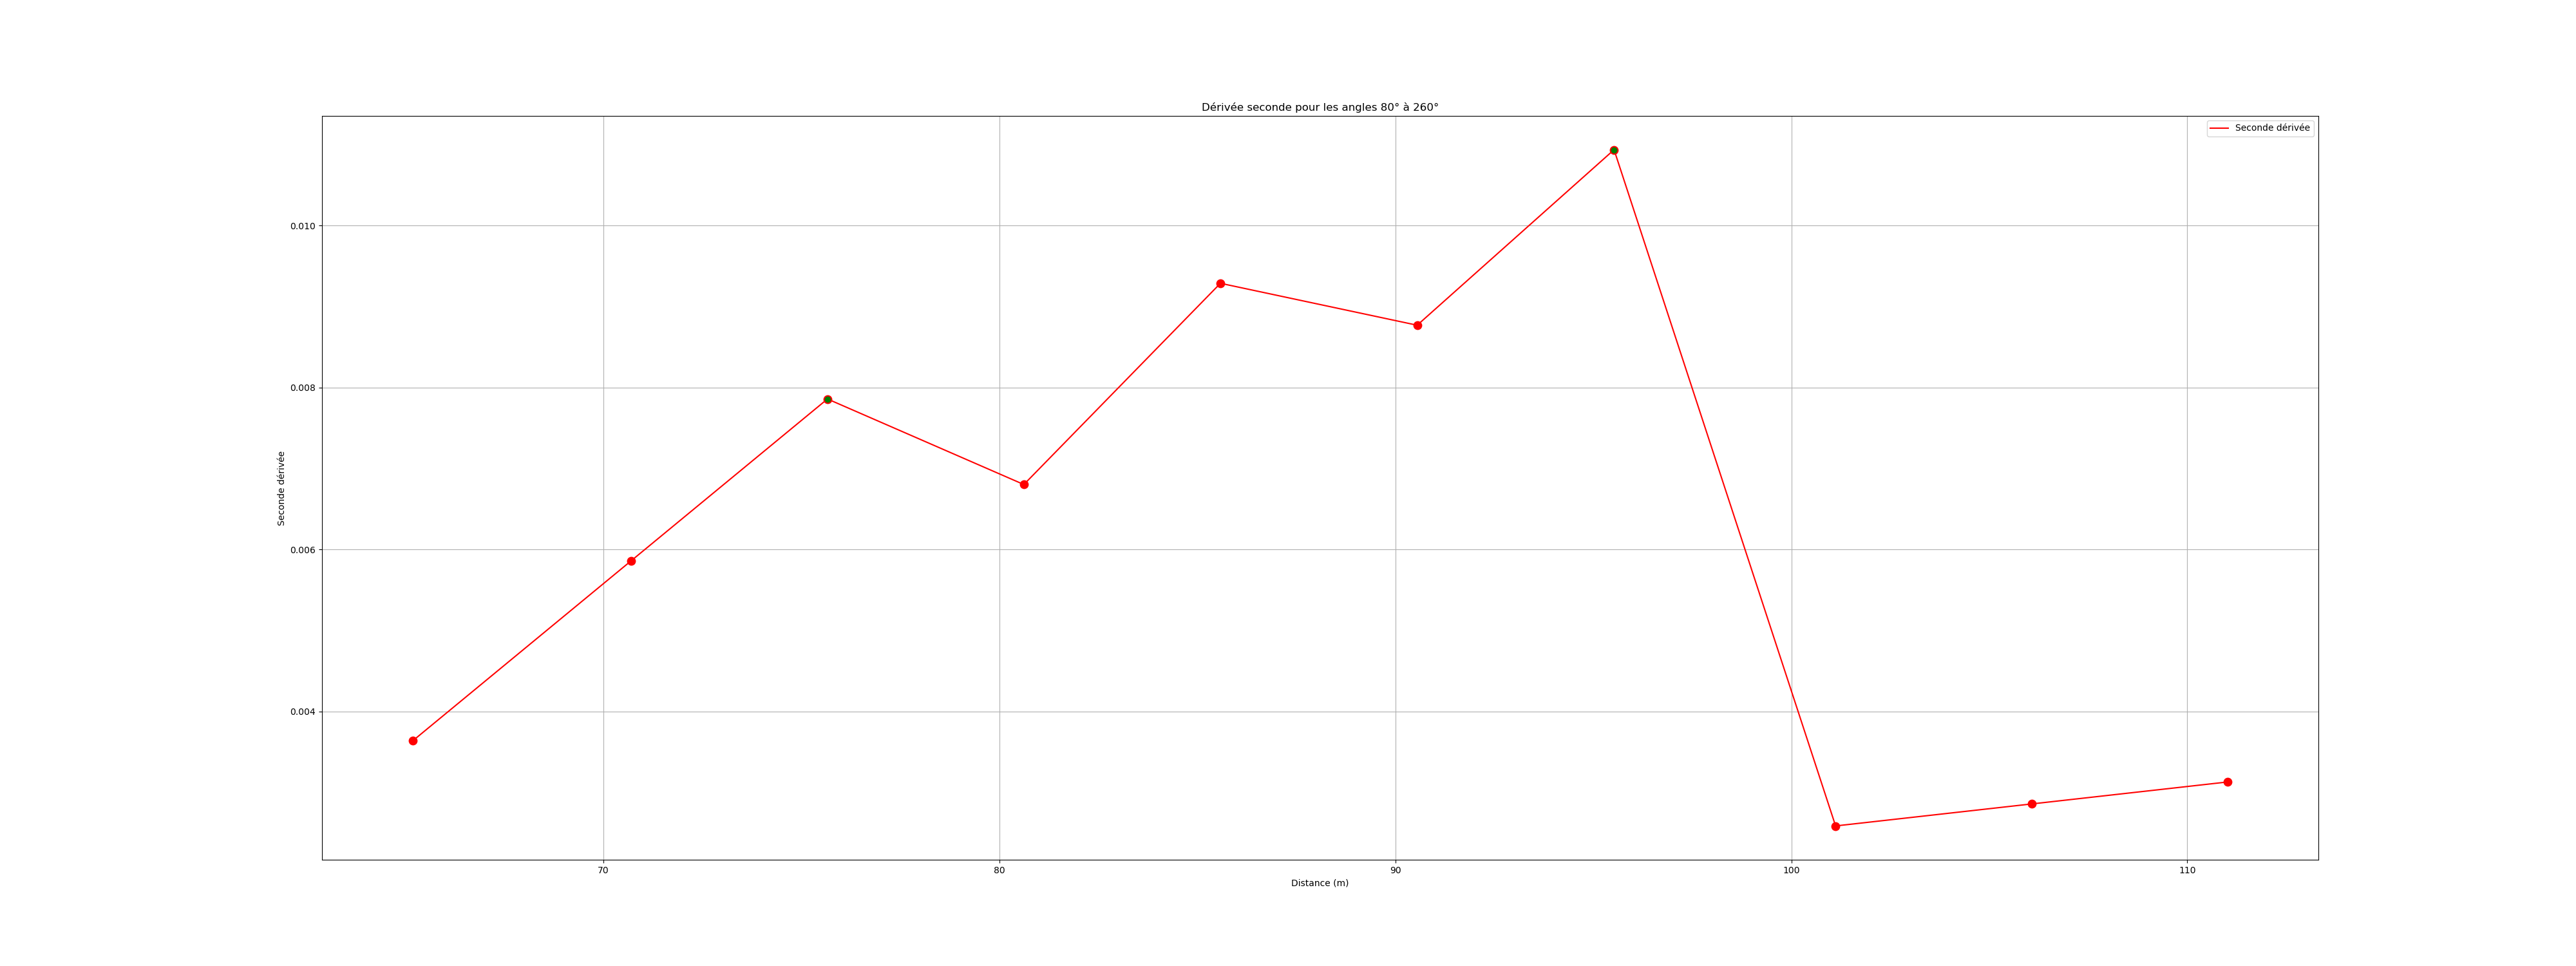 Dérivée seconde pour les angles 80° à 260°
Seconde dérivée
0.010
0.008
0.006
0.004
Seconde dérivée
70
80
90
100
110
Distance (m)